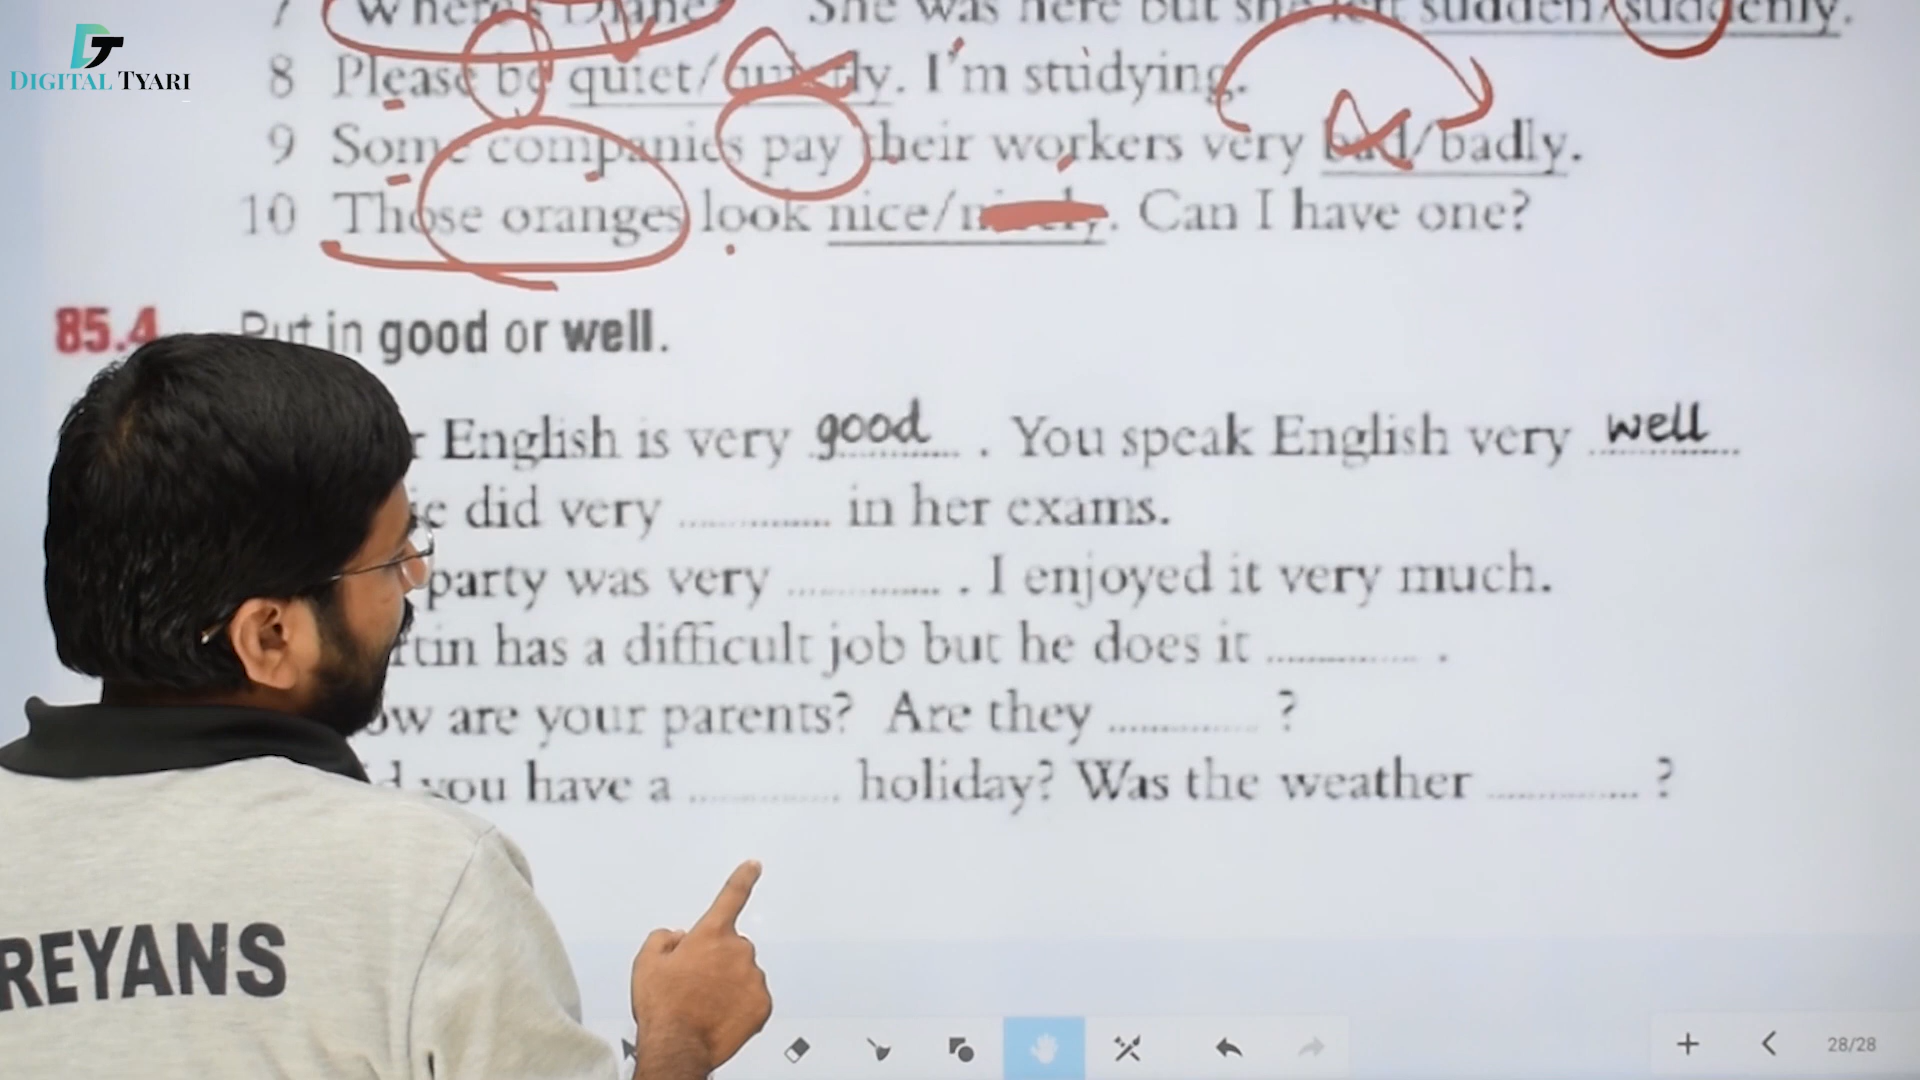 DT
DIGITAL TYARI
7 Where's Diane? She was here but she left sudden/suddenly.
8 Please be quiet/quietly. I'm studying.
9 Some companies pay their workers very bad/badly.
10 Those oranges look nice/nicely. Can I have one?
85.4 Put in good or well.
English is very good . You speak English very well
did very .............. in her exams.
party was very .............. . I enjoyed it very much.
has a difficult job but he does it .............. .
are your parents? Are they .............. ?
you have a .............. holiday? Was the weather .............. ?
REYANS
28/28